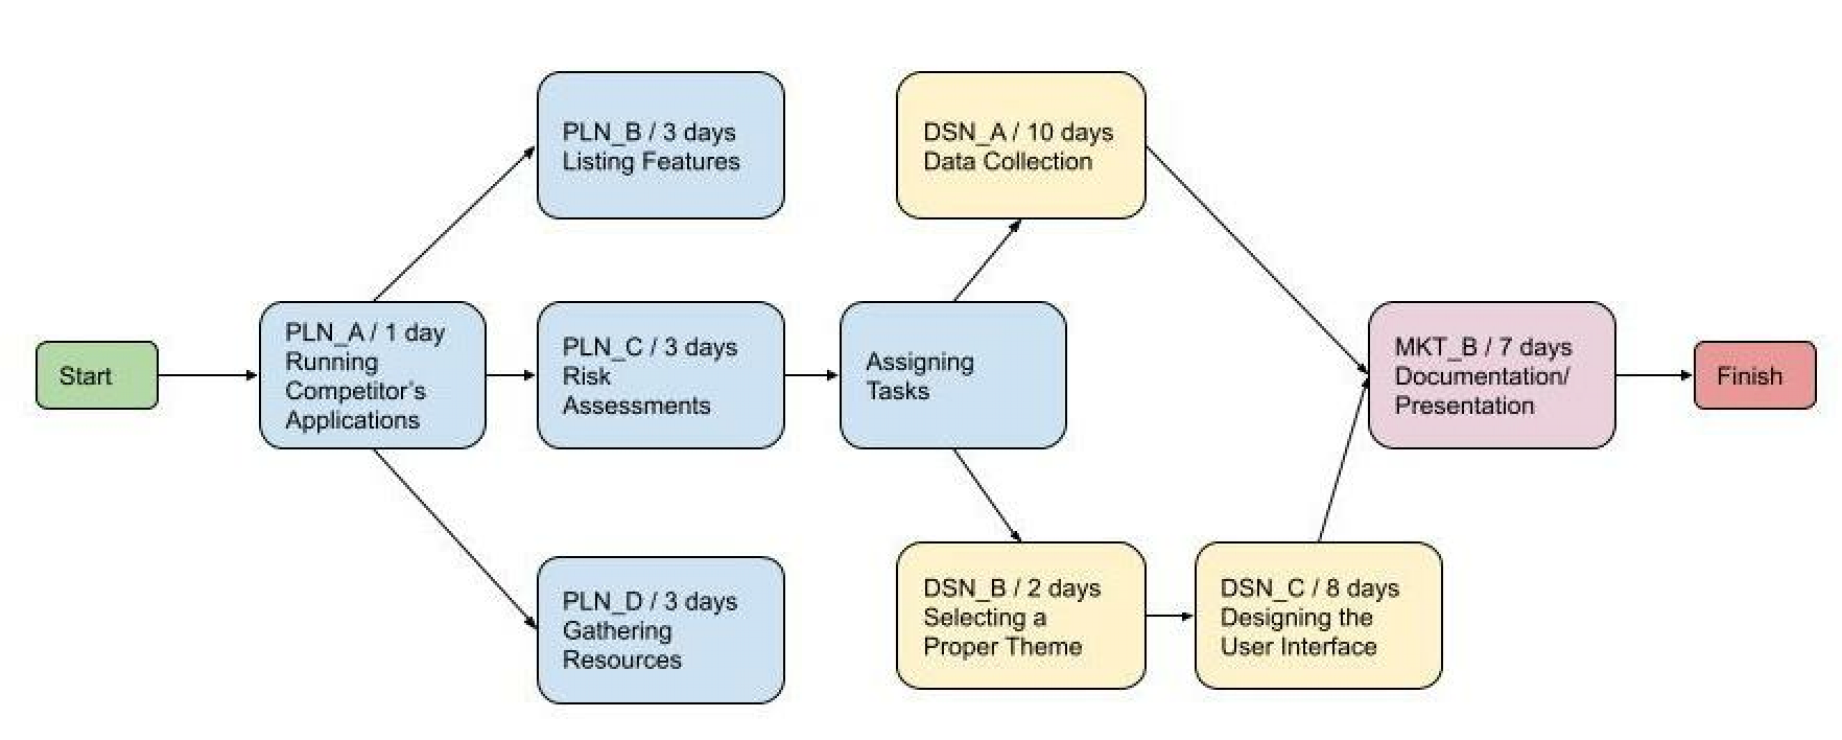 Start
PLN_A / 1 day
Running
Competitor's
Applications
PLN_B / 3 days
Listing Features
PLN_C / 3 days
Risk
Assessments
PLN_D / 3 days
Gathering
Resources
Assigning
Tasks
DSN_A / 10 days
Data Collection
DSN_B / 2 days
Selecting a
Proper Theme
DSN_C / 8 days
Designing the
User Interface
MKT_B / 7 days
Documentation/
Presentation
Finish